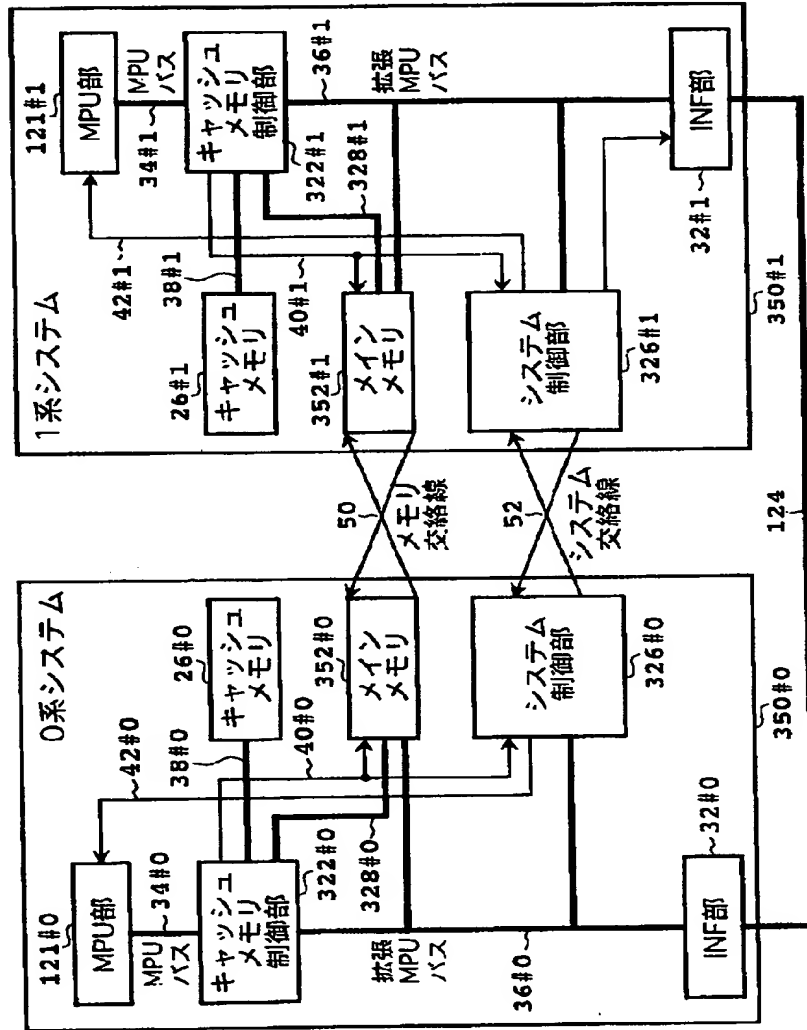 0系システム
121#0
MPU部
MPU
バス
34#0
42#0
キャッシュ
メモリ
制御部
322#0
38#0
26#0
キャッシュ
メモリ
40#0
328#0
352#0
メイン
メモリ
拡張
MPU
バス
36#0
システム
制御部
326#0
INF部
32#0
350#0
50
メモリ
交絡線
52
システム
交絡線
124
1系システム
121#1
MPU部
MPU
バス
34#1
42#1
キャッシュ
メモリ
制御部
322#1
38#1
26#1
キャッシュ
メモリ
40#1
328#1
352#1
メイン
メモリ
拡張
MPU
バス
36#1
システム
制御部
326#1
INF部
32#1
350#1